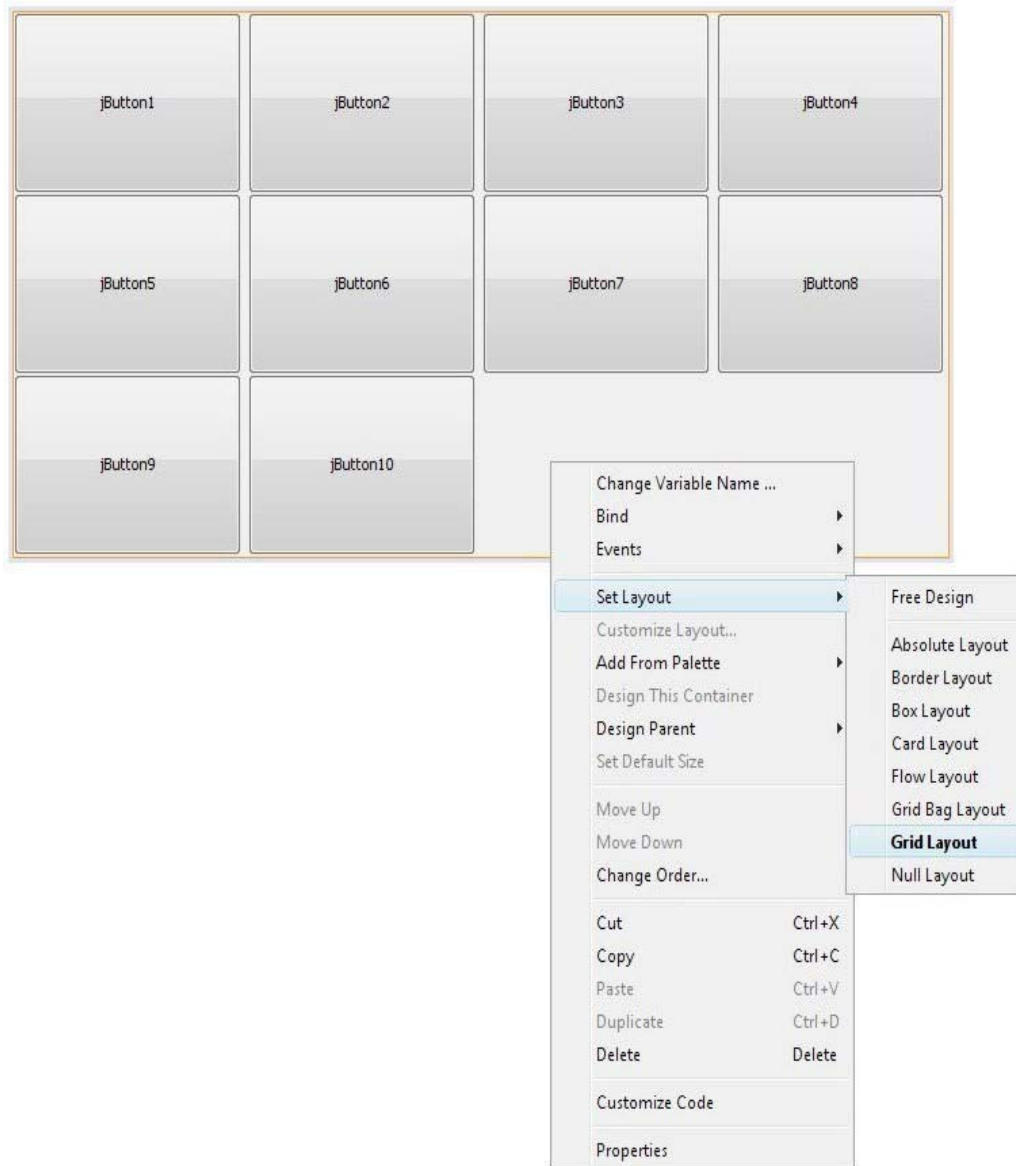 jButton1 jButton2 jButton3 jButton4
jButton5 jButton6 jButton7 jButton8
jButton9 jButton10
Change Variable Name ...
Bind
Events
Set Layout
Customize Layout...
Add From Palette
Design This Container
Design Parent
Set Default Size
Move Up
Move Down
Change Order...
Cut Ctrl+X
Copy Ctrl+C
Paste Ctrl+V
Duplicate Ctrl+D
Delete Delete
Customize Code
Properties
Free Design
Absolute Layout
Border Layout
Box Layout
Card Layout
Flow Layout
Grid Bag Layout
Grid Layout
Null Layout